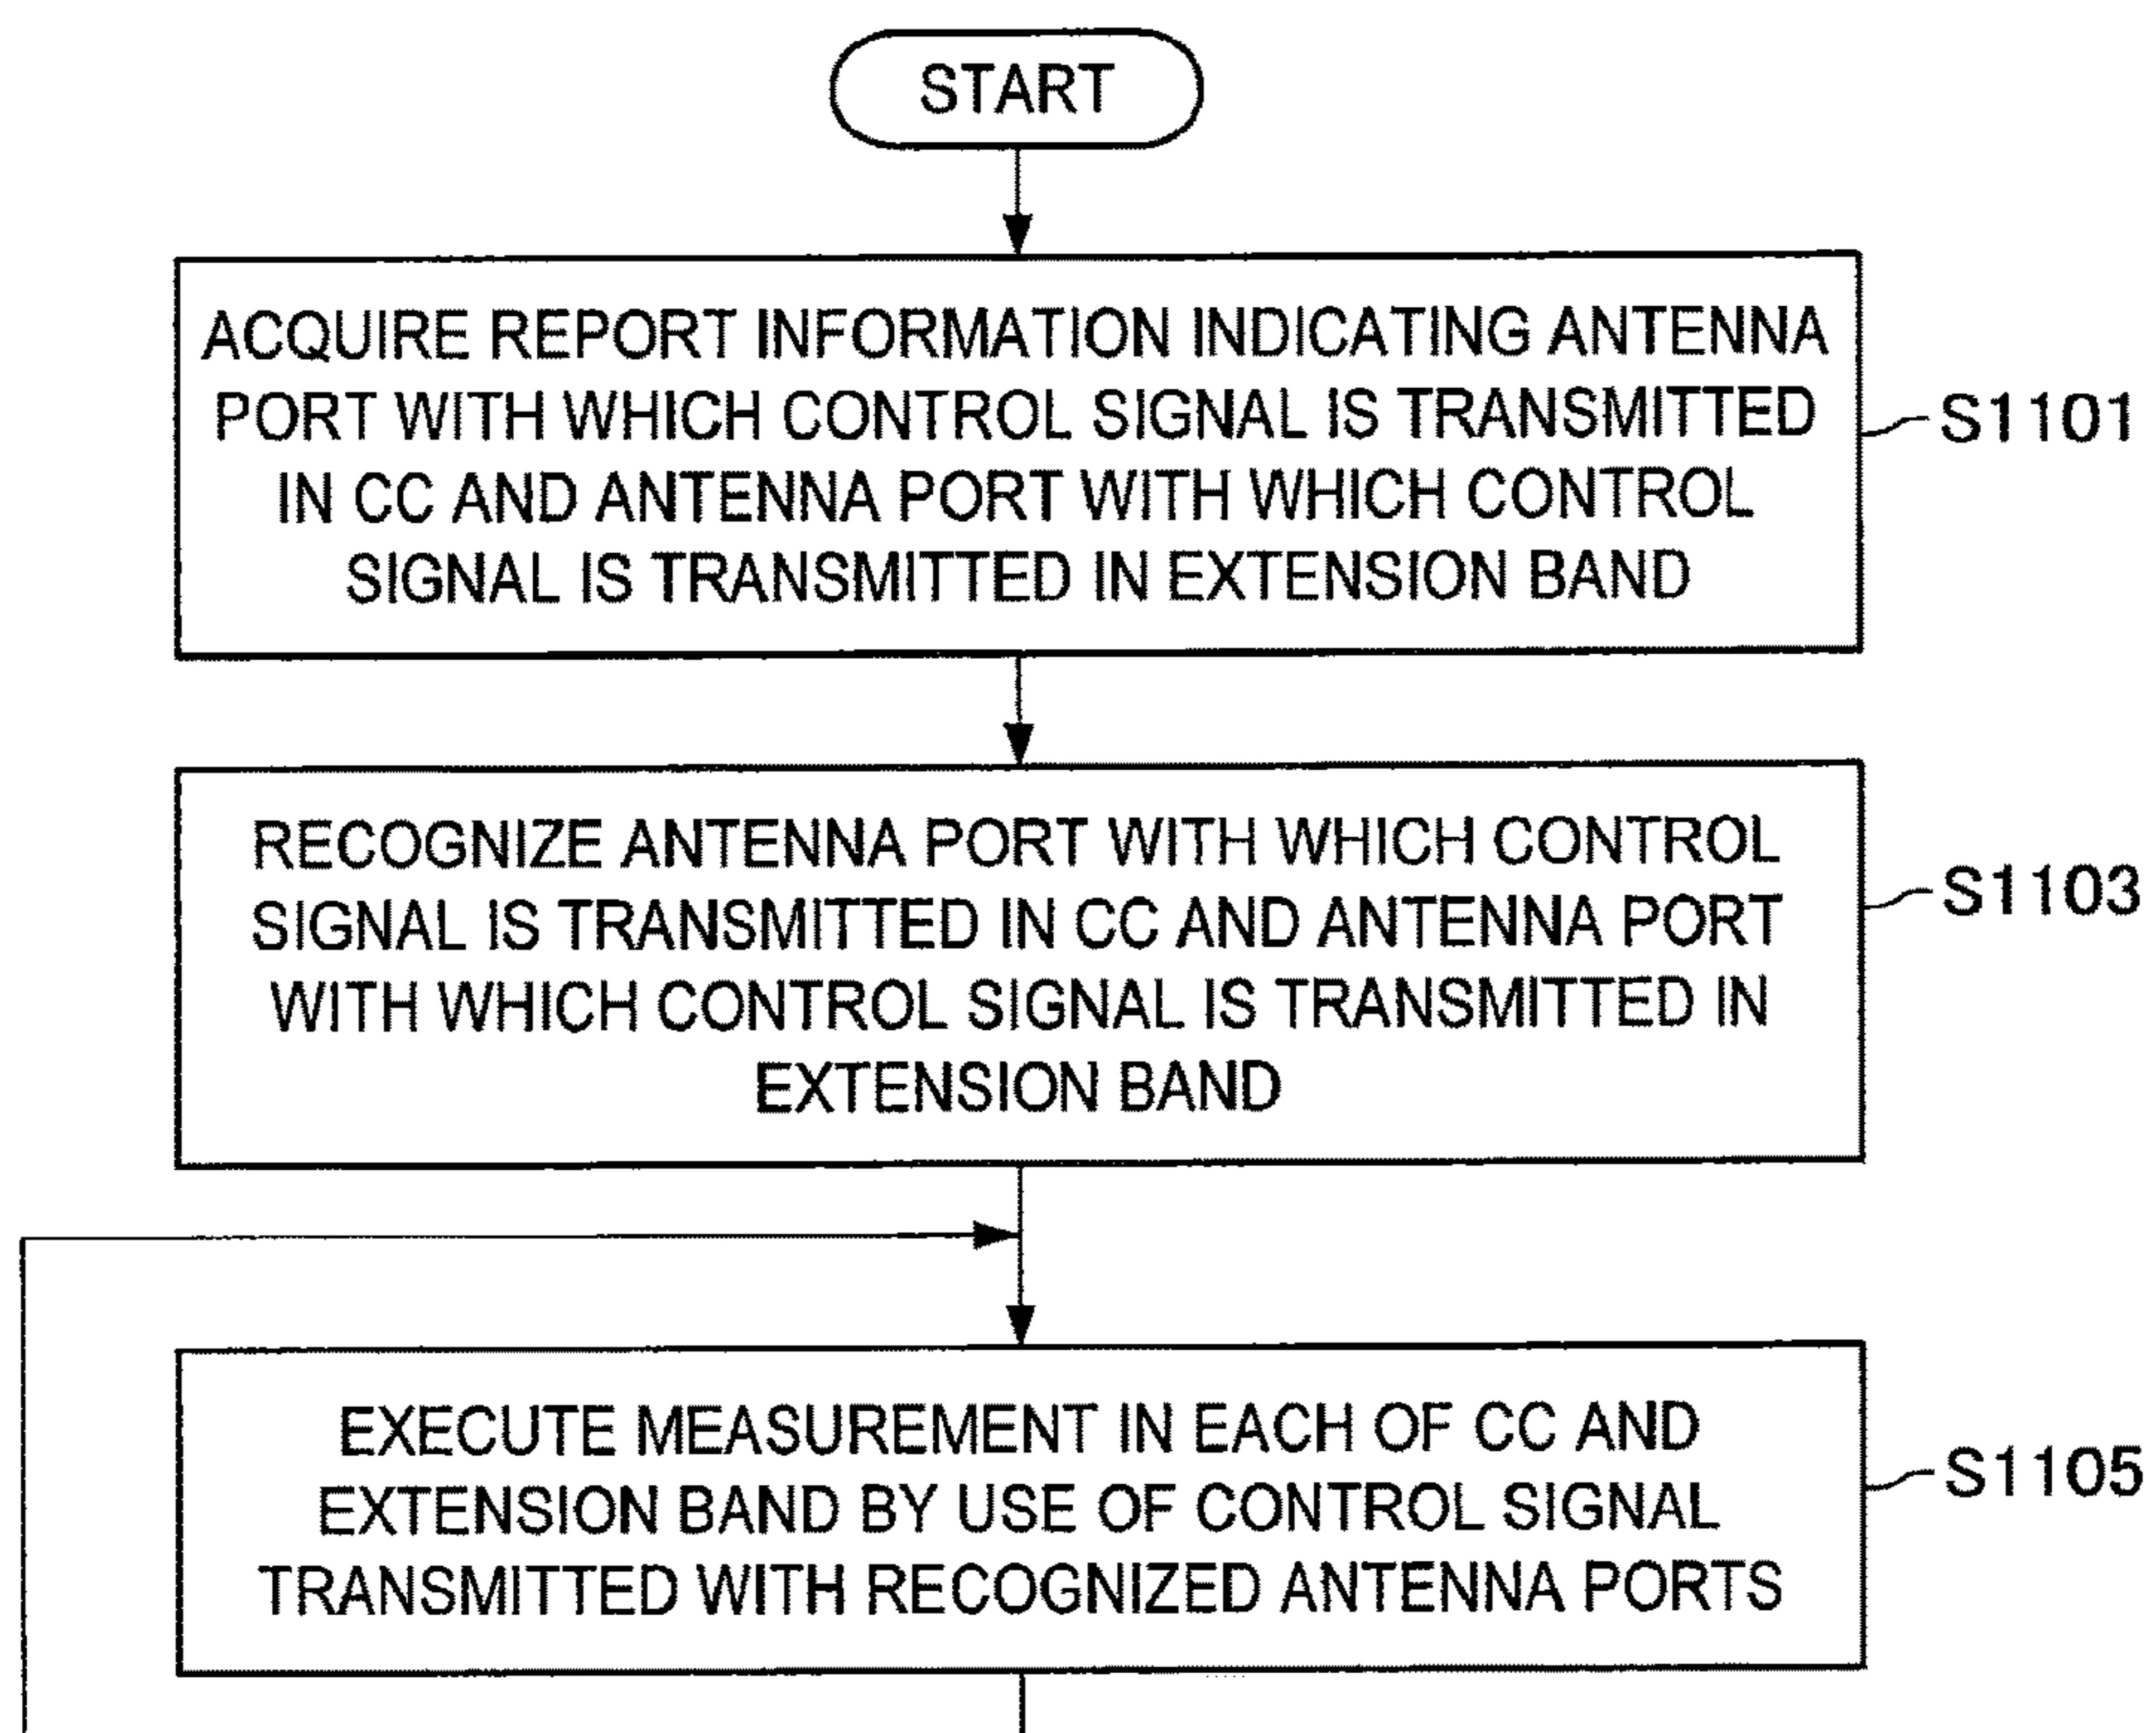 START
ACQUIRE REPORT INFORMATION INDICATING ANTENNA
PORT WITH WHICH CONTROL SIGNAL IS TRANSMITTED
IN CC AND ANTENNA PORT WITH WHICH CONTROL
SIGNAL IS TRANSMITTED IN EXTENSION BAND
S1101
RECOGNIZE ANTENNA PORT WITH WHICH CONTROL
SIGNAL IS TRANSMITTED IN CC AND ANTENNA PORT
WITH WHICH CONTROL SIGNAL IS TRANSMITTED IN
EXTENSION BAND
S1103
EXECUTE MEASUREMENT IN EACH OF CC AND
EXTENSION BAND BY USE OF CONTROL SIGNAL
TRANSMITTED WITH RECOGNIZED ANTENNA PORTS
S1105